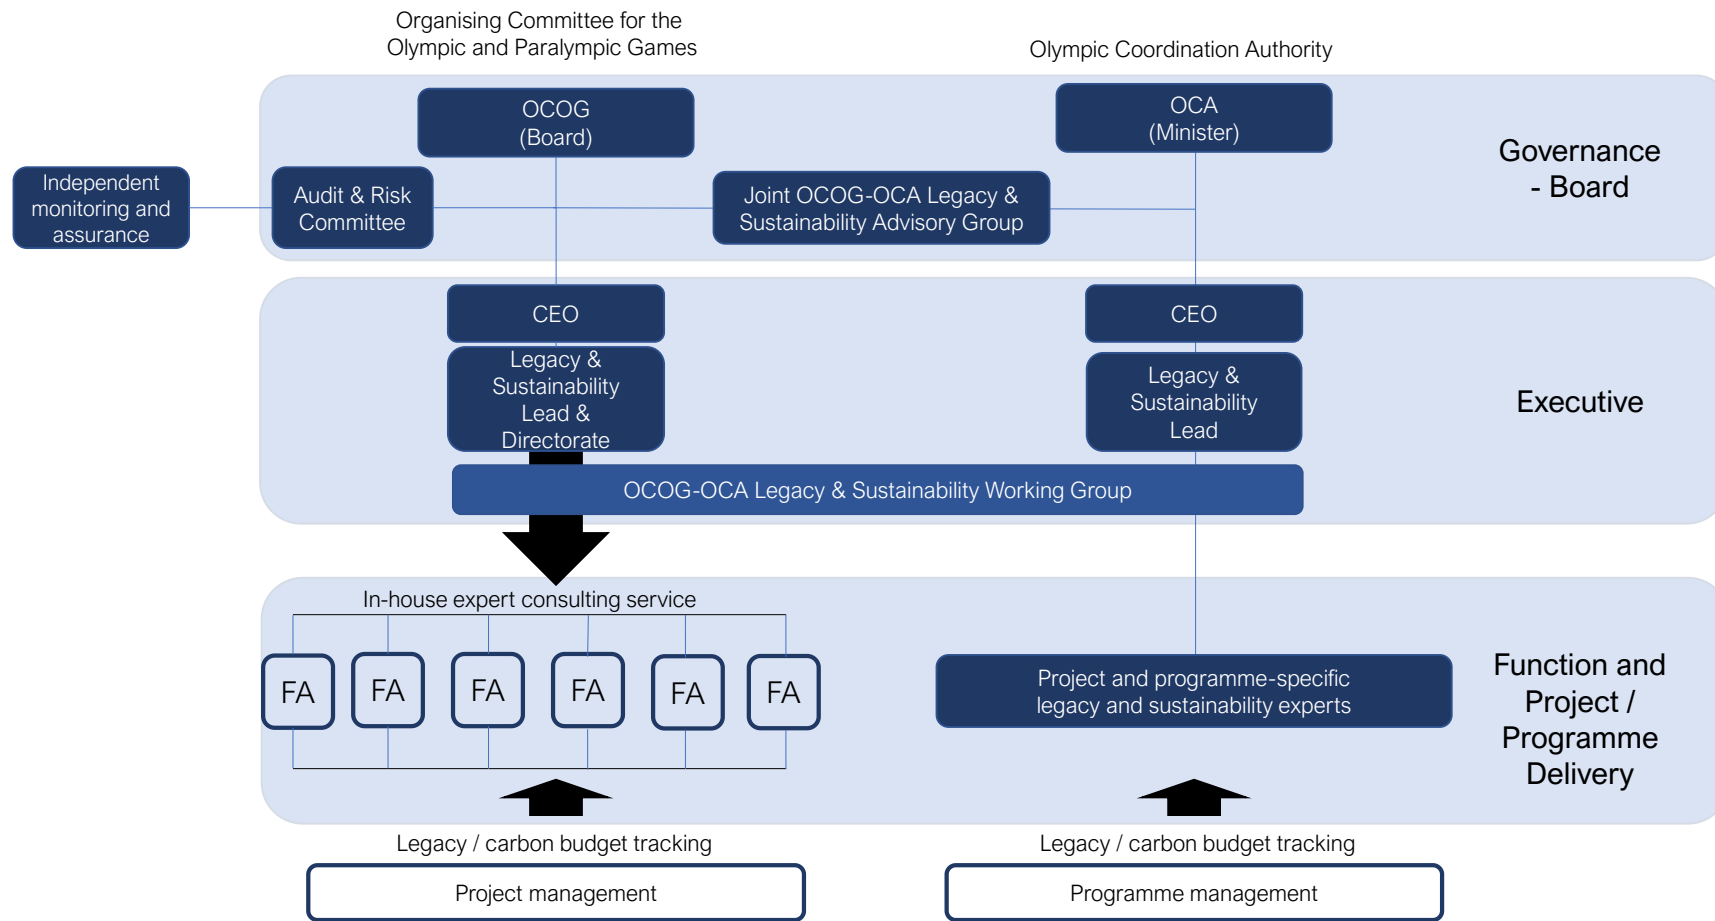 Organising Committee for the
Olympic and Paralympic Games
Olympic Coordination Authority
OCOG
(Board)
OCA
(Minister)
Governance
- Board
Independent
monitoring and
assurance
Audit & Risk
Committee
Joint OCOG-OCA Legacy &
Sustainability Advisory Group
CEO
CEO
Legacy &
Sustainability
Lead &
Directorate
Legacy &
Sustainability
Lead
Executive
OCOG-OCA Legacy & Sustainability Working Group
In-house expert consulting service
FA
FA
FA
FA
FA
FA
Project and programme-specific
legacy and sustainability experts
Function and
Project /
Programme
Delivery
Legacy / carbon budget tracking
Legacy / carbon budget tracking
Project management
Programme management